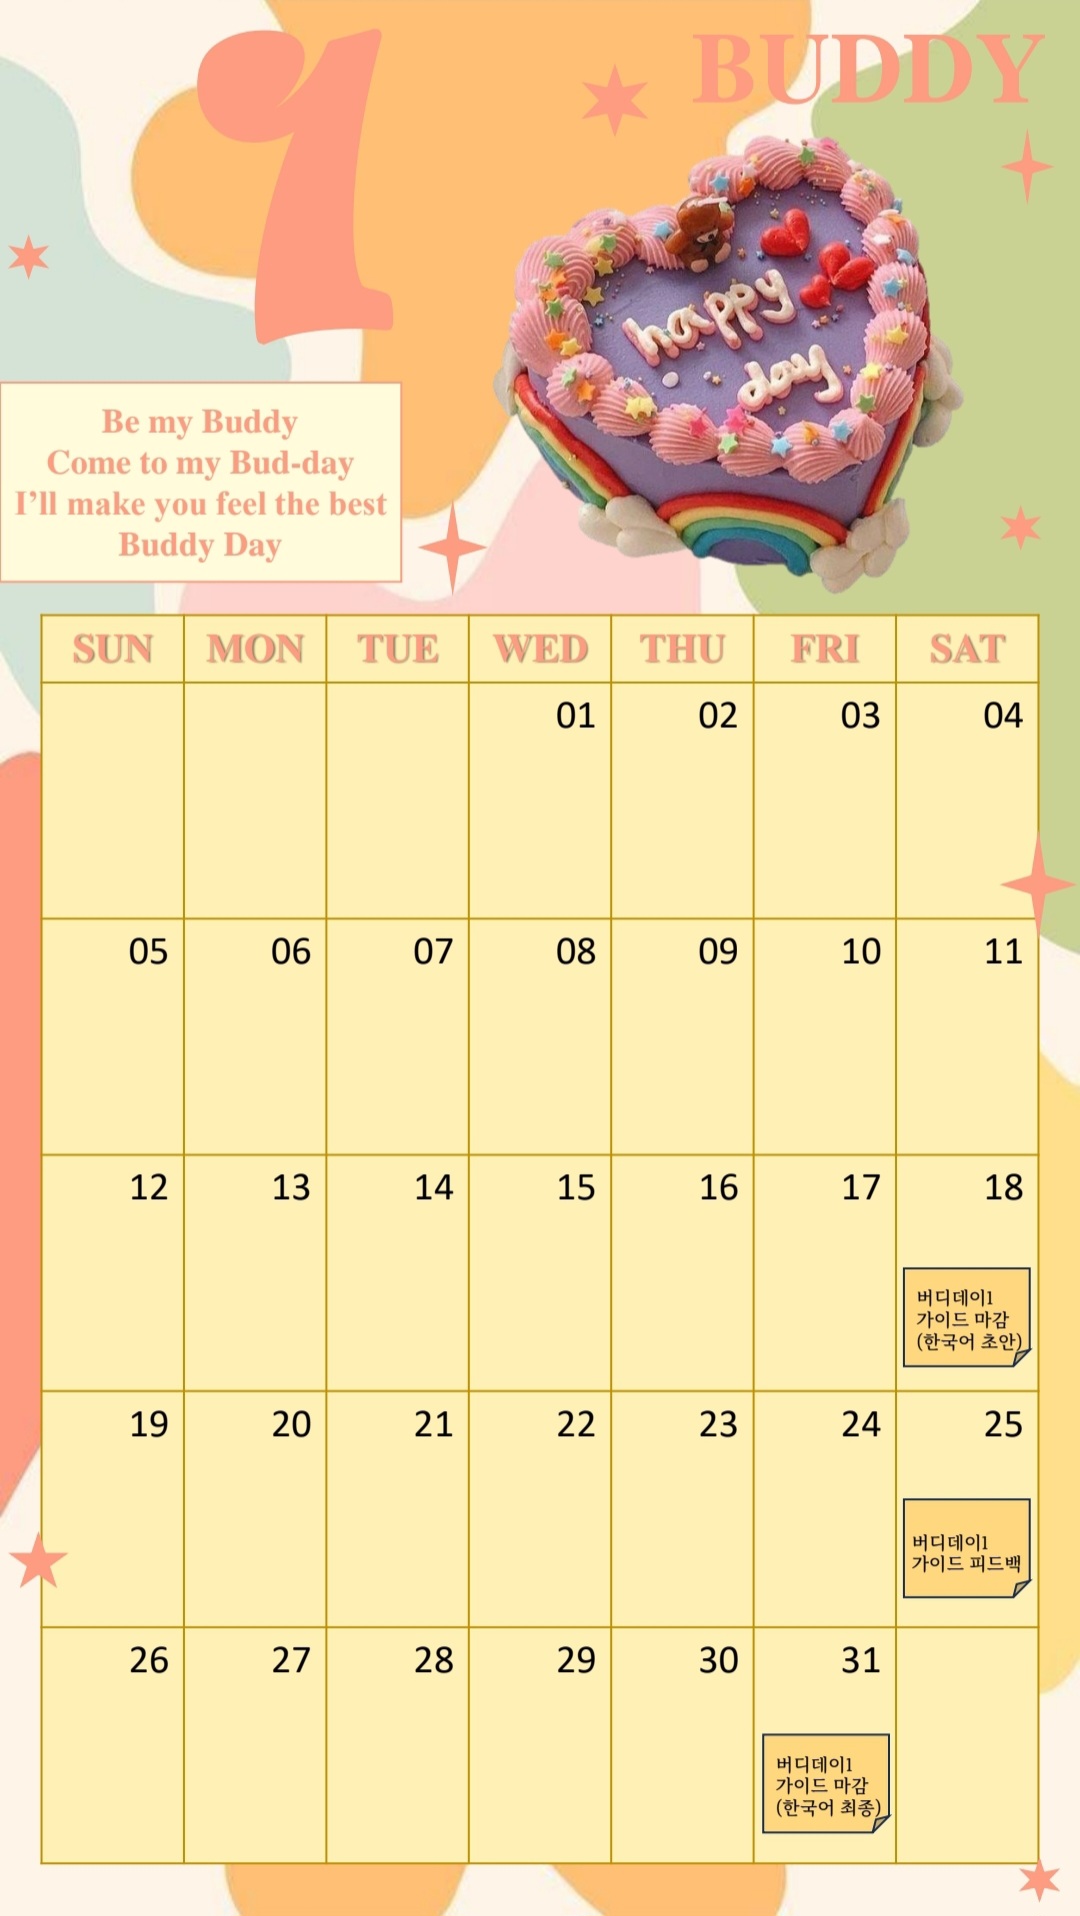 1
BUDDY
happy
day
Be my Buddy
Come to my Bud-day
I’ll make you feel the best
Buddy Day
SUN MON TUE WED THU FRI SAT
01 02 03 04
05 06 07 08 09 10 11
12 13 14 15 16 17 18
버디데이1
가이드 마감
(한국어 초안)
19 20 21 22 23 24 25
버디데이1
가이드 피드백
26 27 28 29 30 31
버디데이1
가이드 마감
(한국어 최종)